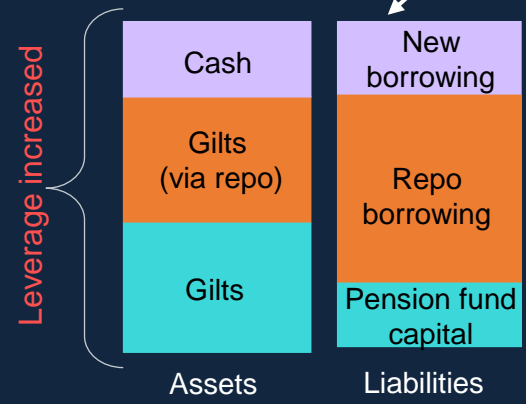 Leverage increased
Cash
Gilts
(via repo)
Gilts
Assets
New
borrowing
Repo
borrowing
Pension fund
capital
Liabilities